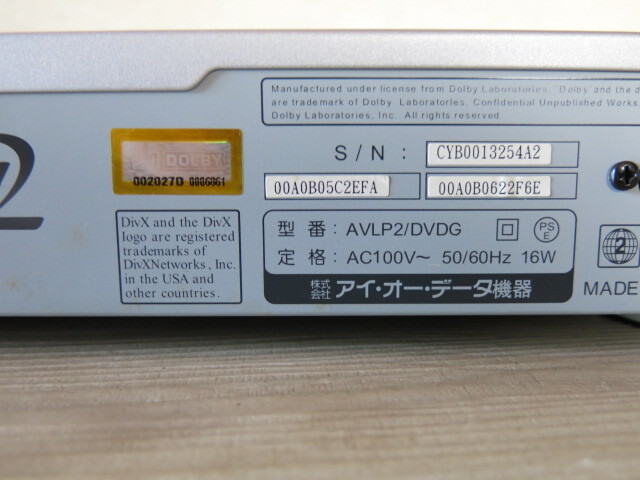 Manufactured under license from Dolby Laboratories. "Dolby" and the d
are trademark of Dolby Laboratories. Confidential Unpublished Works
Dolby Laboratories, Inc. All rights reserved.
DOLBY
002027D 0006861
S/N : CYB0013254A2
00A0B05C2EFA 00A0B0622F6E
DivX and the DivX
logo are registered
trademarks of
DivXNetworks, Inc.
in the USA and
other countries.
型 番 : AVLP2/DVDG
PS
E
定 格 : AC100V~ 50/60Hz 16W
株式
会社 アイ・オー・データ機器
2
MADE